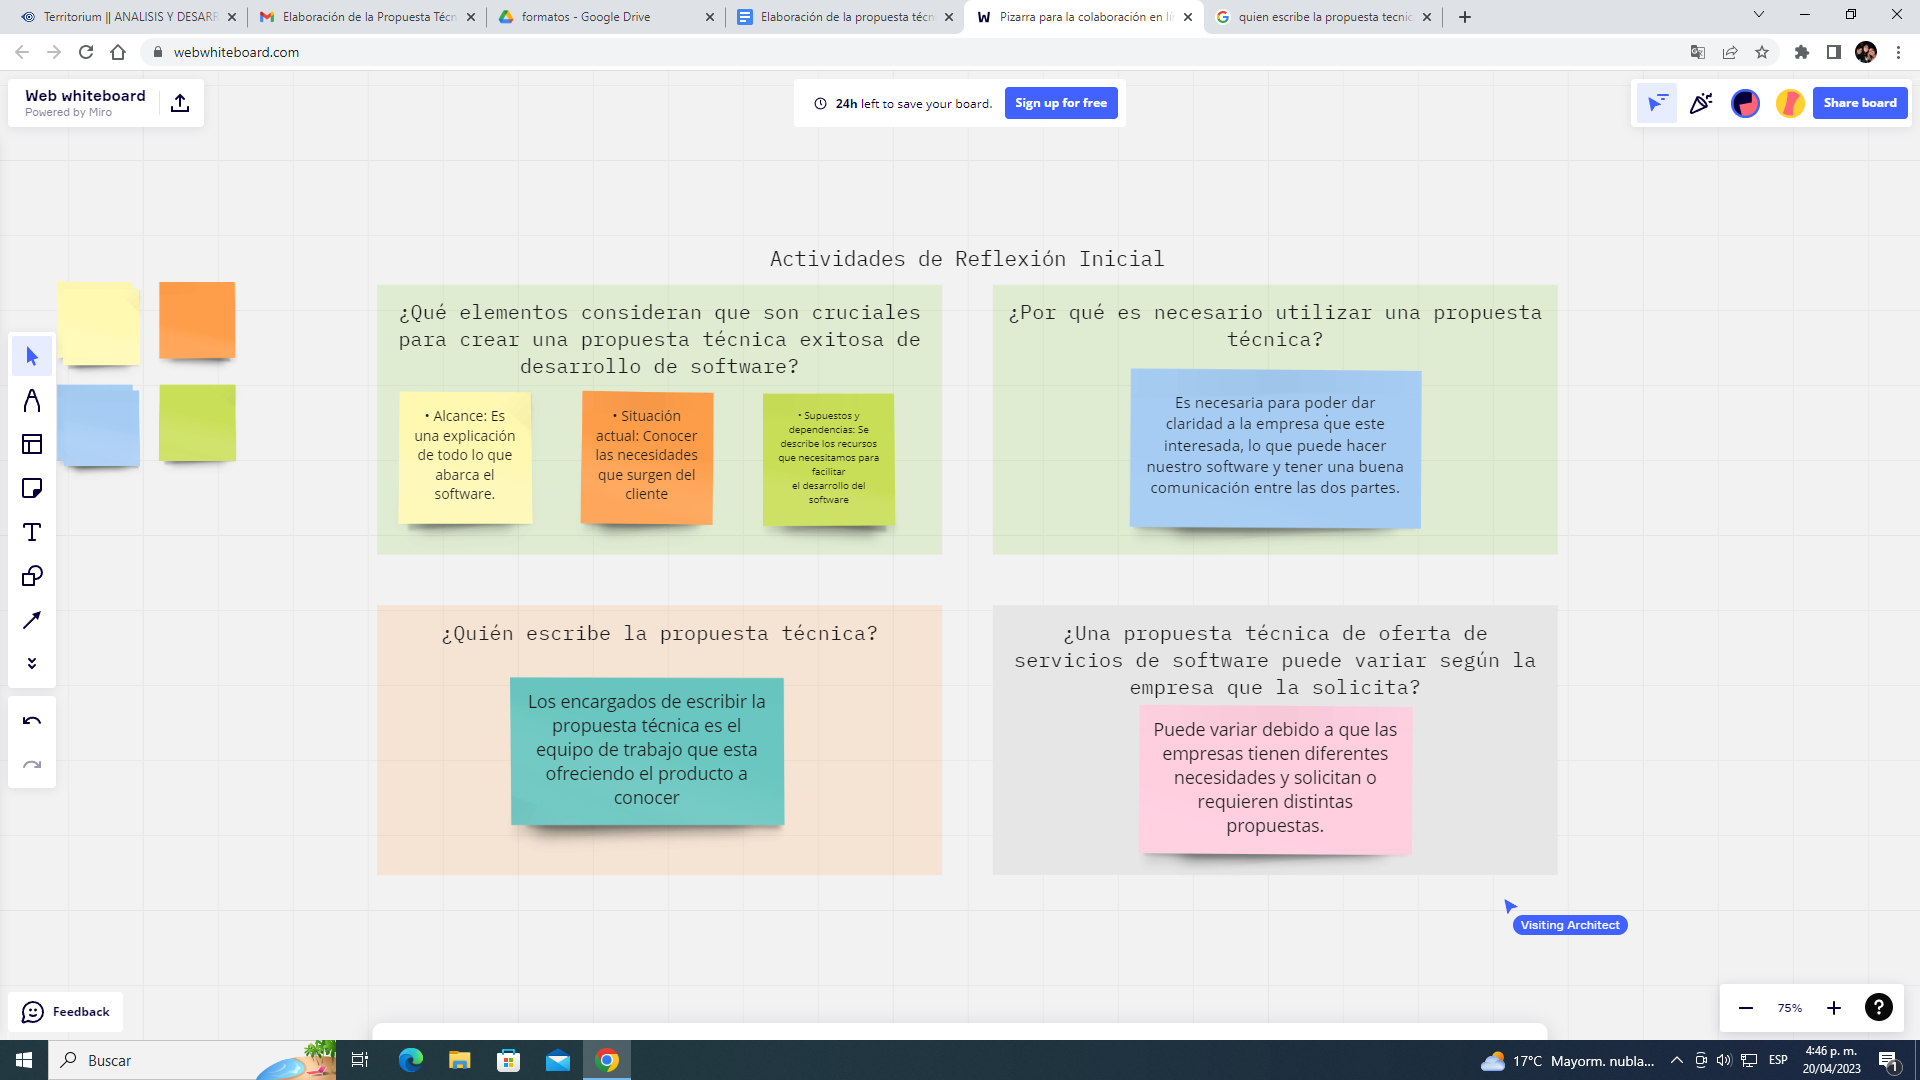 Territorium || ANALISIS Y DESARR
Elaboración de la Propuesta Técn
formatos - Google Drive
Elaboración de la propuesta técn
Pizarra para la colaboración en lí
quien escribe la propuesta tecnic
webwhiteboard.com
Web whiteboard
Powered by Miro
24h left to save your board.
Sign up for free
Share board
Actividades de Reflexión Inicial
¿Qué elementos consideran que son cruciales
para crear una propuesta técnica exitosa de
desarrollo de software?
• Alcance: Es
una explicación
de todo lo que
abarca el
software.
• Situación
actual: Conocer
las necesidades
que surgen del
cliente
• Supuestos y
dependencias: Se
describe los recursos
que necesitamos para
facilitar
el desarrollo del
software
¿Por qué es necesario utilizar una propuesta
técnica?
Es necesaria para poder dar
claridad a la empresa que este
interesada, lo que puede hacer
nuestro software y tener una buena
comunicación entre las dos partes.
¿Quién escribe la propuesta técnica?
Los encargados de escribir la
propuesta técnica es el
equipo de trabajo que esta
ofreciendo el producto a
conocer
¿Una propuesta técnica de oferta de
servicios de software puede variar según la
empresa que la solicita?
Puede variar debido a que las
empresas tienen diferentes
necesidades y solicitan o
requieren distintas
propuestas.
Visiting Architect
Feedback
75%
?
Buscar
17°C Mayorm. nubla...
ESP
4:46 p. m.
20/04/2023
1